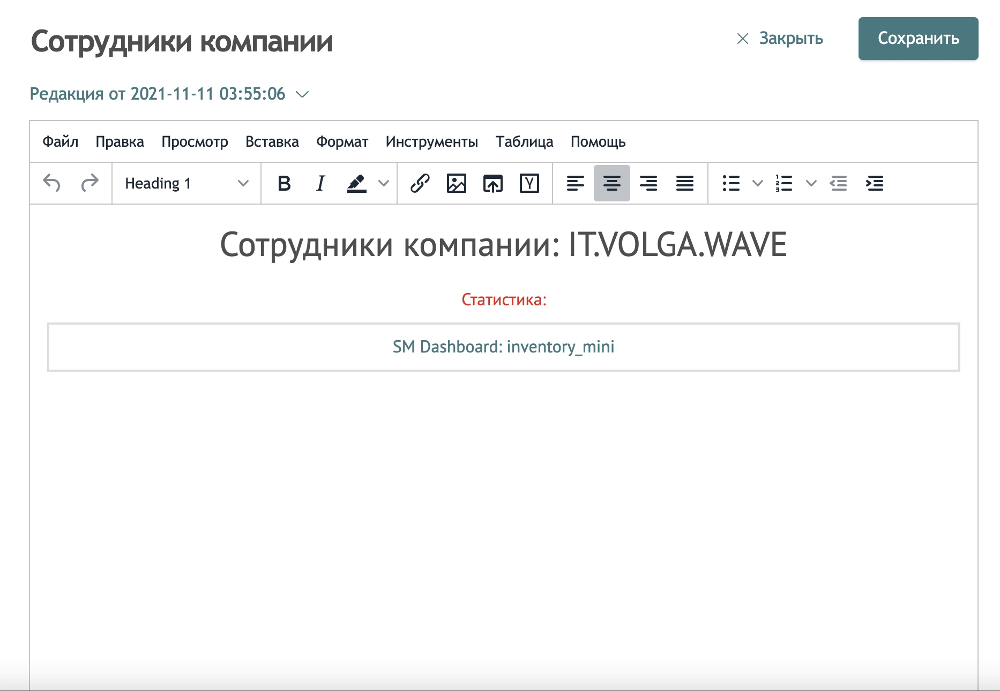 Сотрудники компании
Закрыть
Сохранить
Редакция от 2021-11-11 03:55:06
Файл Правка Просмотр Вставка Формат Инструменты Таблица Помощь
Heading 1
Сотрудники компании: IT.VOLGA.WAVE
Статистика:
SM Dashboard: inventory_mini